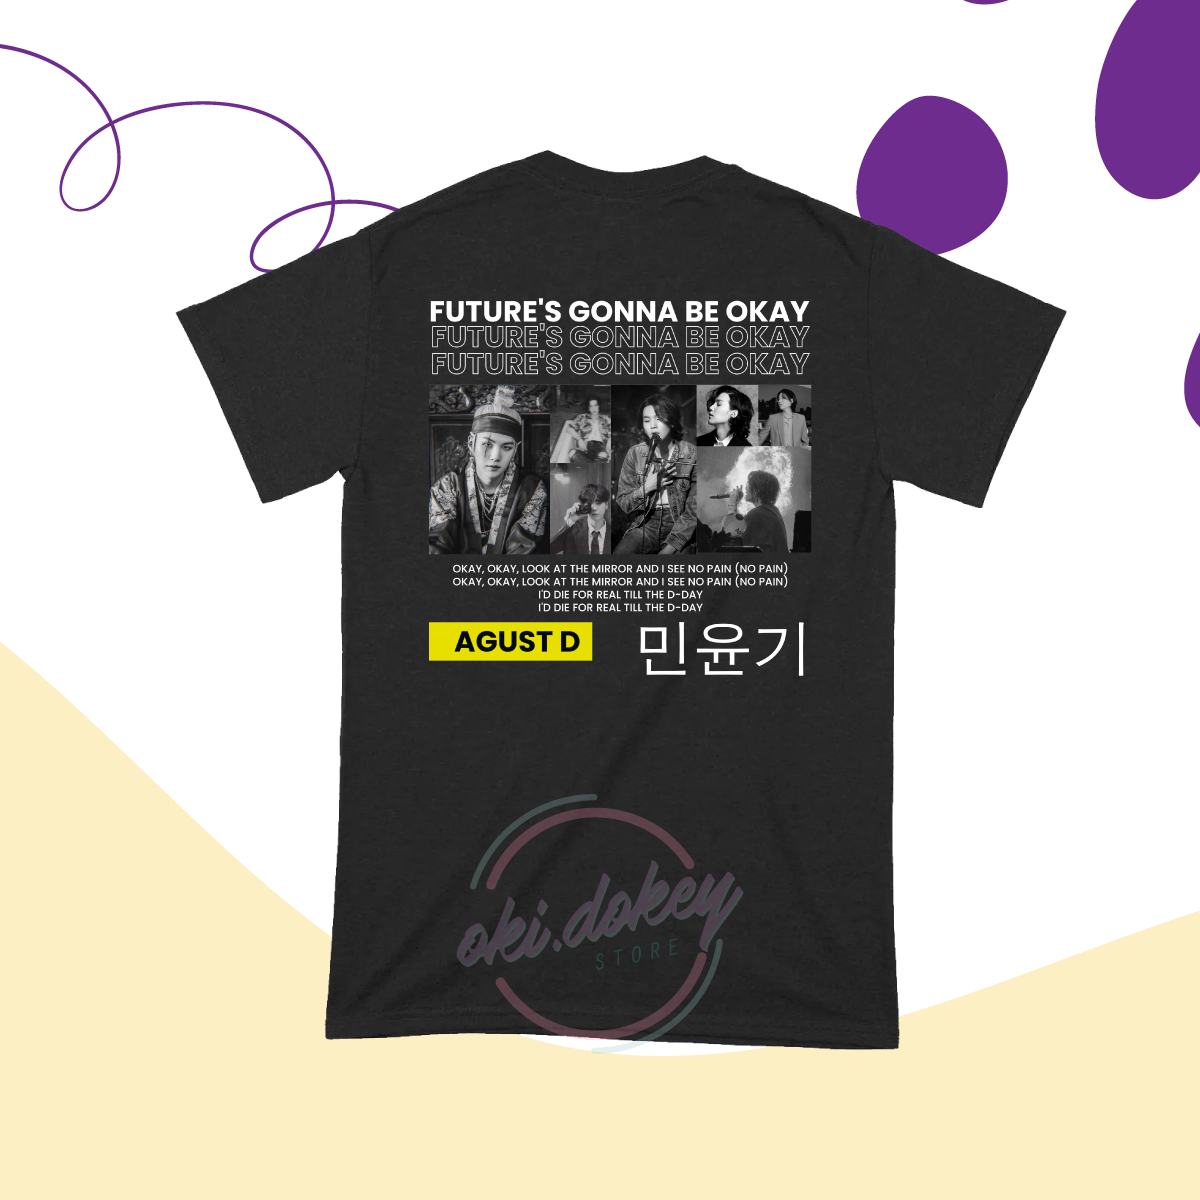 FUTURE'S GONNA BE OKAY
FUTURE'S GONNA BE OKAY
FUTURE'S GONNA BE OKAY
OKAY, OKAY, LOOK AT THE MIRROR AND I SEE NO PAIN (NO PAIN)
OKAY, OKAY, LOOK AT THE MIRROR AND I SEE NO PAIN (NO PAIN)
I'D DIE FOR REAL TILL THE D-DAY
I'D DIE FOR REAL TILL THE D-DAY
AGUST D
민윤기
oki.dokey
STORE